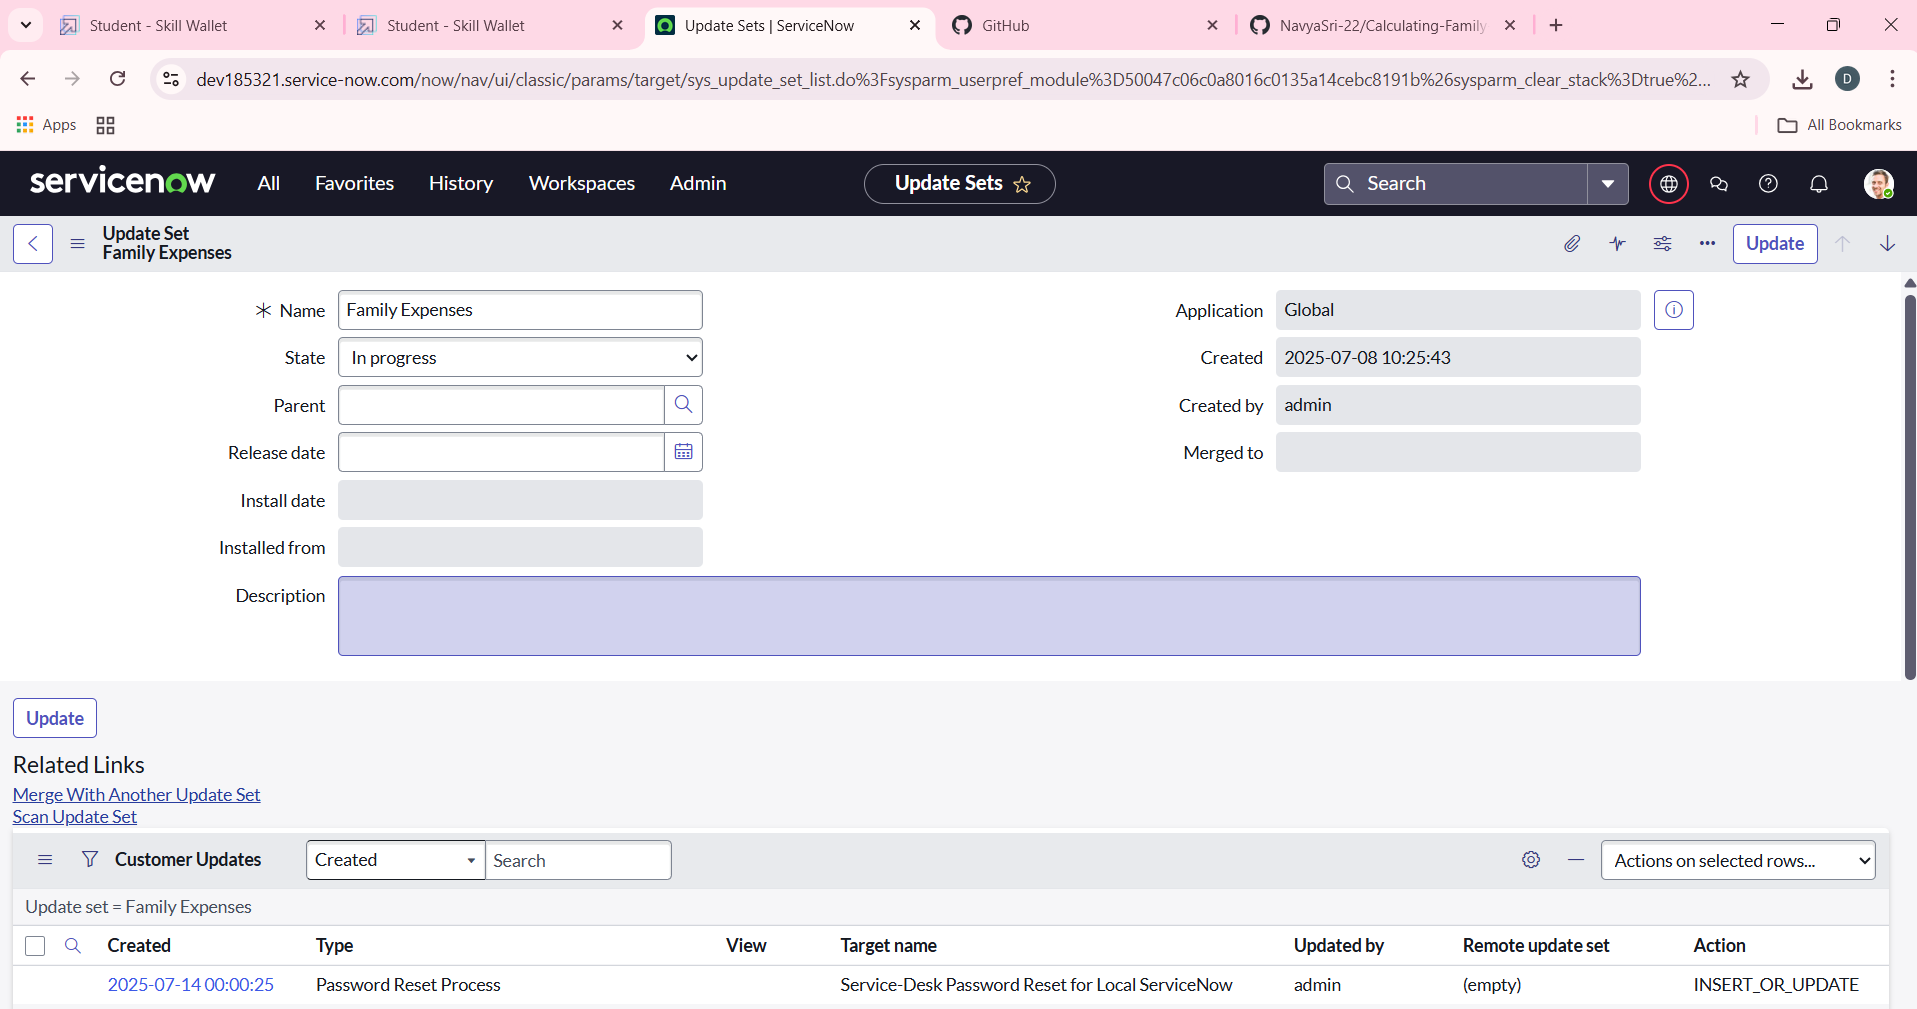 Student - Skill Wallet
Student - Skill Wallet
Update Sets | ServiceNow
GitHub
NavyaSri-22/Calculating-Family
dev185321.service-now.com/now/nav/ui/classic/params/target/sys_update_set_list.do%3Fsysparm_userpref_module%3D50047c06c0a8016c0135a14cebc8191b%26sysparm_clear_stack%3Dtrue%2...
D
Apps
All Bookmarks
servicenow
All
Favorites
History
Workspaces
Admin
Update Sets
Search
Update Set
Family Expenses
Update
Name
Family Expenses
Application
Global
State
In progress
Created
2025-07-08 10:25:43
Parent
Created by
admin
Release date
Merged to
Install date
Installed from
Description
Update
Related Links
Merge With Another Update Set
Scan Update Set
Customer Updates
Created
Search
Actions on selected rows...
Update set = Family Expenses
Created Type View Target name Updated by Remote update set Action
2025-07-14 00:00:25 Password Reset Process Service-Desk Password Reset for Local ServiceNow admin (empty) INSERT_OR_UPDATE